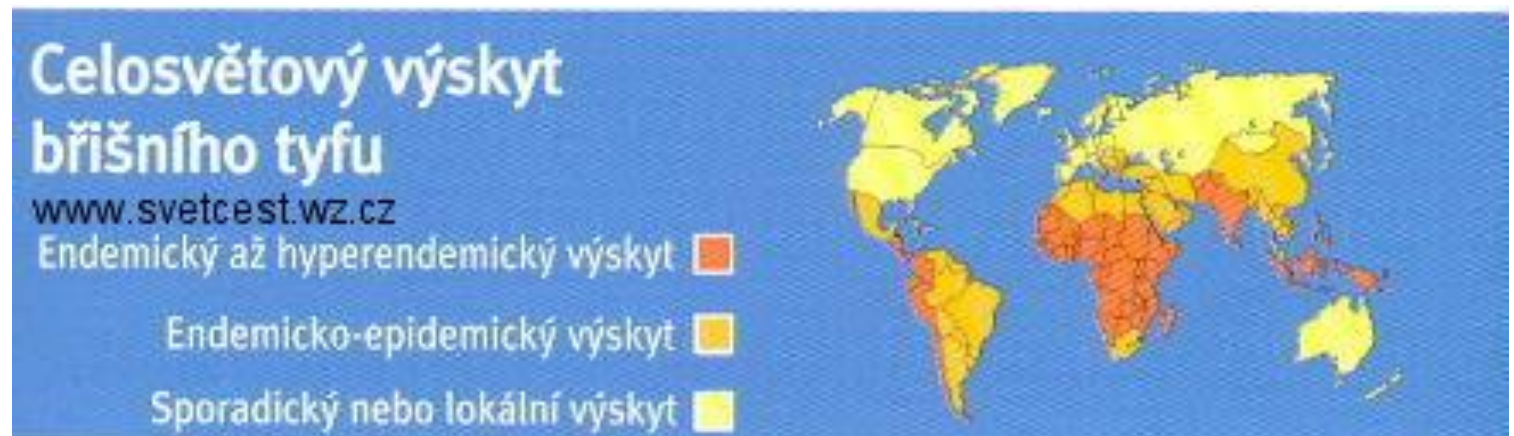 Celosvětový výskyt
břišního tyfu
www.svetcest.wz.cz
Endemický až hyperendemický výskyt
Endemicko-epidemický výskyt
Sporadický nebo lokální výskyt